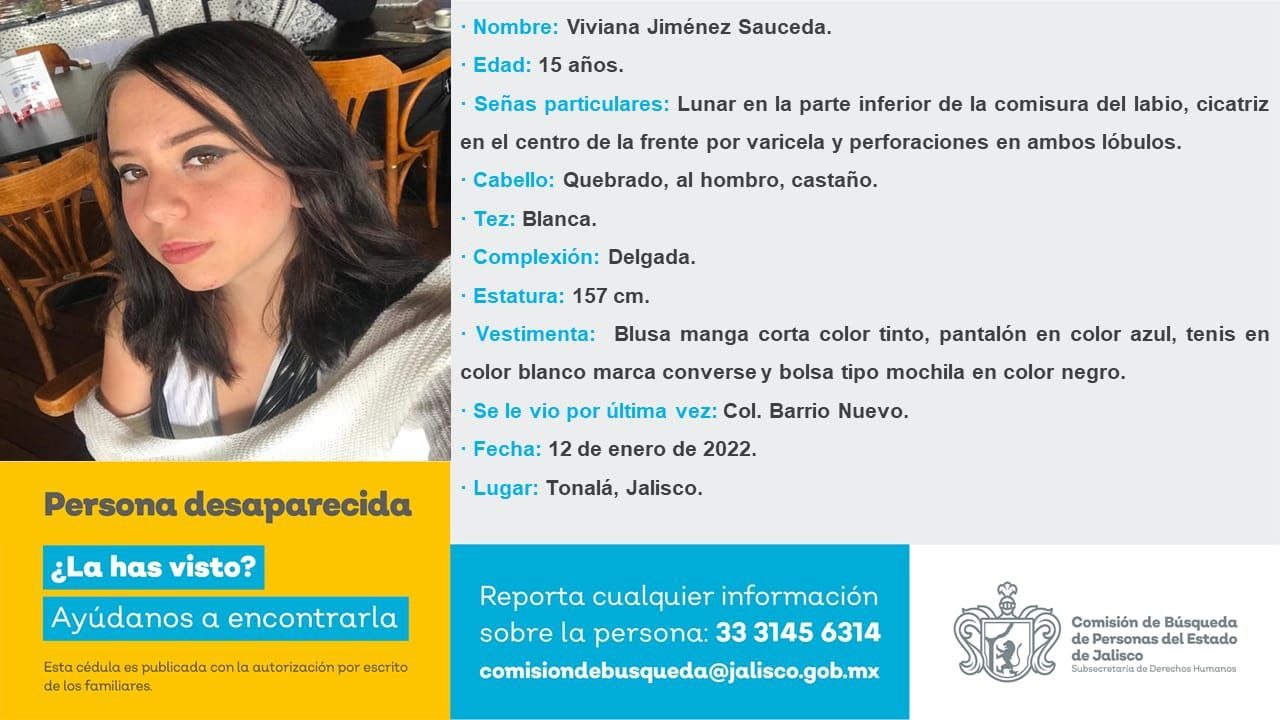 · Nombre: Viviana Jiménez Sauceda.
· Edad: 15 años.
· Señas particulares: Lunar en la parte inferior de la comisura del labio, cicatriz
en el centro de la frente por varicela y perforaciones en ambos lóbulos.
· Cabello: Quebrado, al hombro, castaño.
· Tez: Blanca.
· Complexión: Delgada.
· Estatura: 157 cm.
· Vestimenta: Blusa manga corta color tinto, pantalón en color azul, tenis en
color blanco marca converse y bolsa tipo mochila en color negro.
· Se le vio por última vez: Col. Barrio Nuevo.
· Fecha: 12 de enero de 2022.
· Lugar: Tonalá, Jalisco.
Persona desaparecida
¿La has visto?
Ayúdanos a encontrarla
Esta cédula es publicada con la autorización por escrito
de los familiares.
Reporta cualquier información
sobre la persona: 33 3145 6314
comisiondebusqueda@jalisco.gob.mx
Comisión de Búsqueda
de Personas del Estado
de Jalisco
Subsecretaría de Derechos Humanos